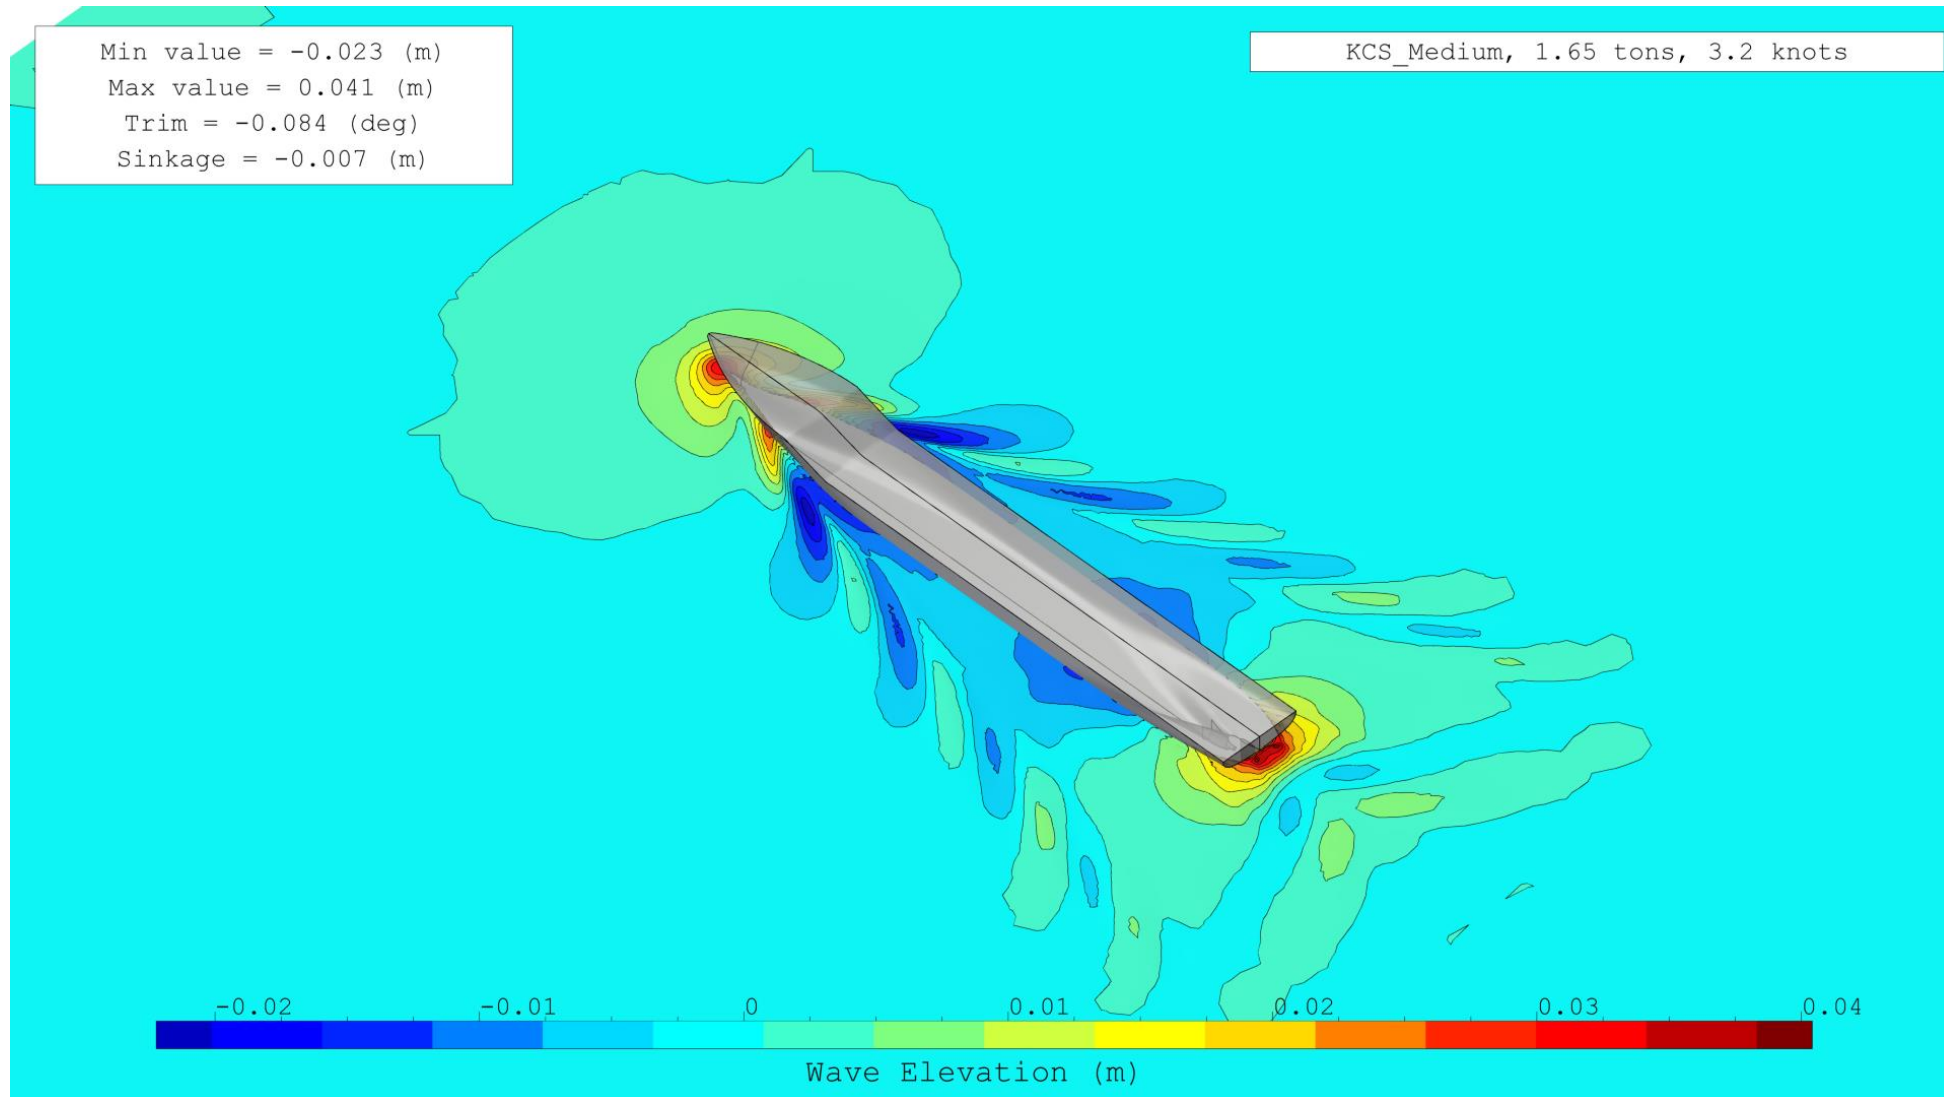 Min value = -0.023 (m)
Max value = 0.041 (m)
Trim = -0.084 (deg)
Sinkage = -0.007 (m)
KCS_Medium, 1.65 tons, 3.2 knots
-0.02 -0.01 0 0.01 0.02 0.03 0.04
Wave Elevation (m)